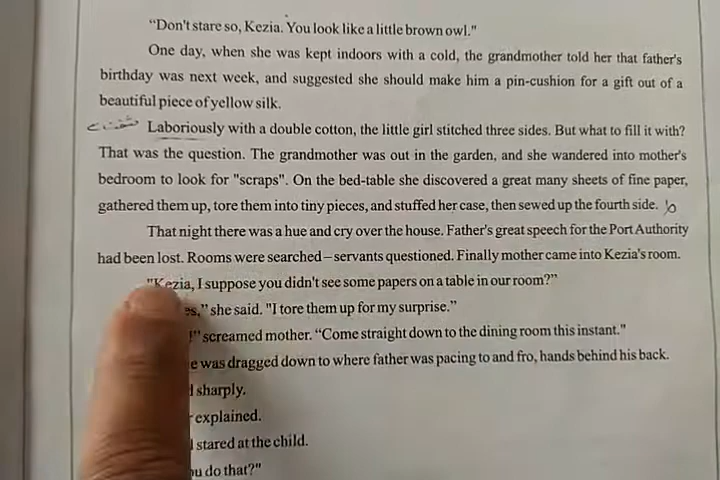 “Don't stare so, Kezia. You look like a little brown owl."
One day, when she was kept indoors with a cold, the grandmother told her that father's
birthday was next week, and suggested she should make him a pin-cushion for a gift out of a
beautiful piece of yellow silk.
Laboriously with a double cotton, the little girl stitched three sides. But what to fill it with?
That was the question. The grandmother was out in the garden, and she wandered into mother's
bedroom to look for "scraps". On the bed-table she discovered a great many sheets of fine paper,
gathered them up, tore them into tiny pieces, and stuffed her case, then sewed up the fourth side.
That night there was a hue and cry over the house. Father's great speech for the Port Authority
had been lost. Rooms were searched – servants questioned. Finally mother came into Kezia's room.
"Kezia, I suppose you didn't see some papers on a table in our room?”
es,” she said. "I tore them up for my surprise.”
!” screamed mother. “Come straight down to the dining room this instant."
e was dragged down to where father was pacing to and fro, hands behind his back.
sharply.
explained.
stared at the child.
do that?"